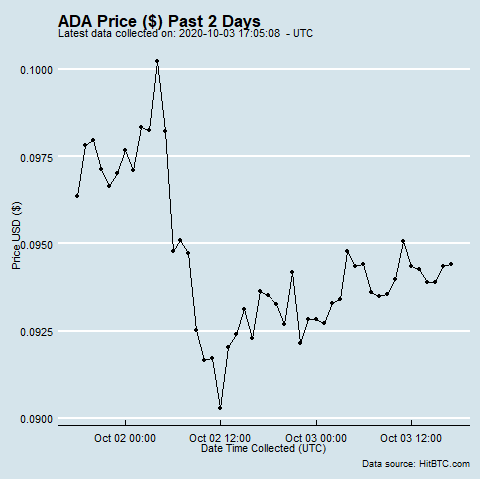 ADA Price ($) Past 2 Days
Latest data collected on: 2020-10-03 17:05:08 - UTC
0.1000
0.0975
0.0950
0.0925
0.0900
Price USD ($)
Oct 02 00:00 Oct 02 12:00 Oct 03 00:00 Oct 03 12:00
Date Time Collected (UTC)
Data source: HitBTC.com